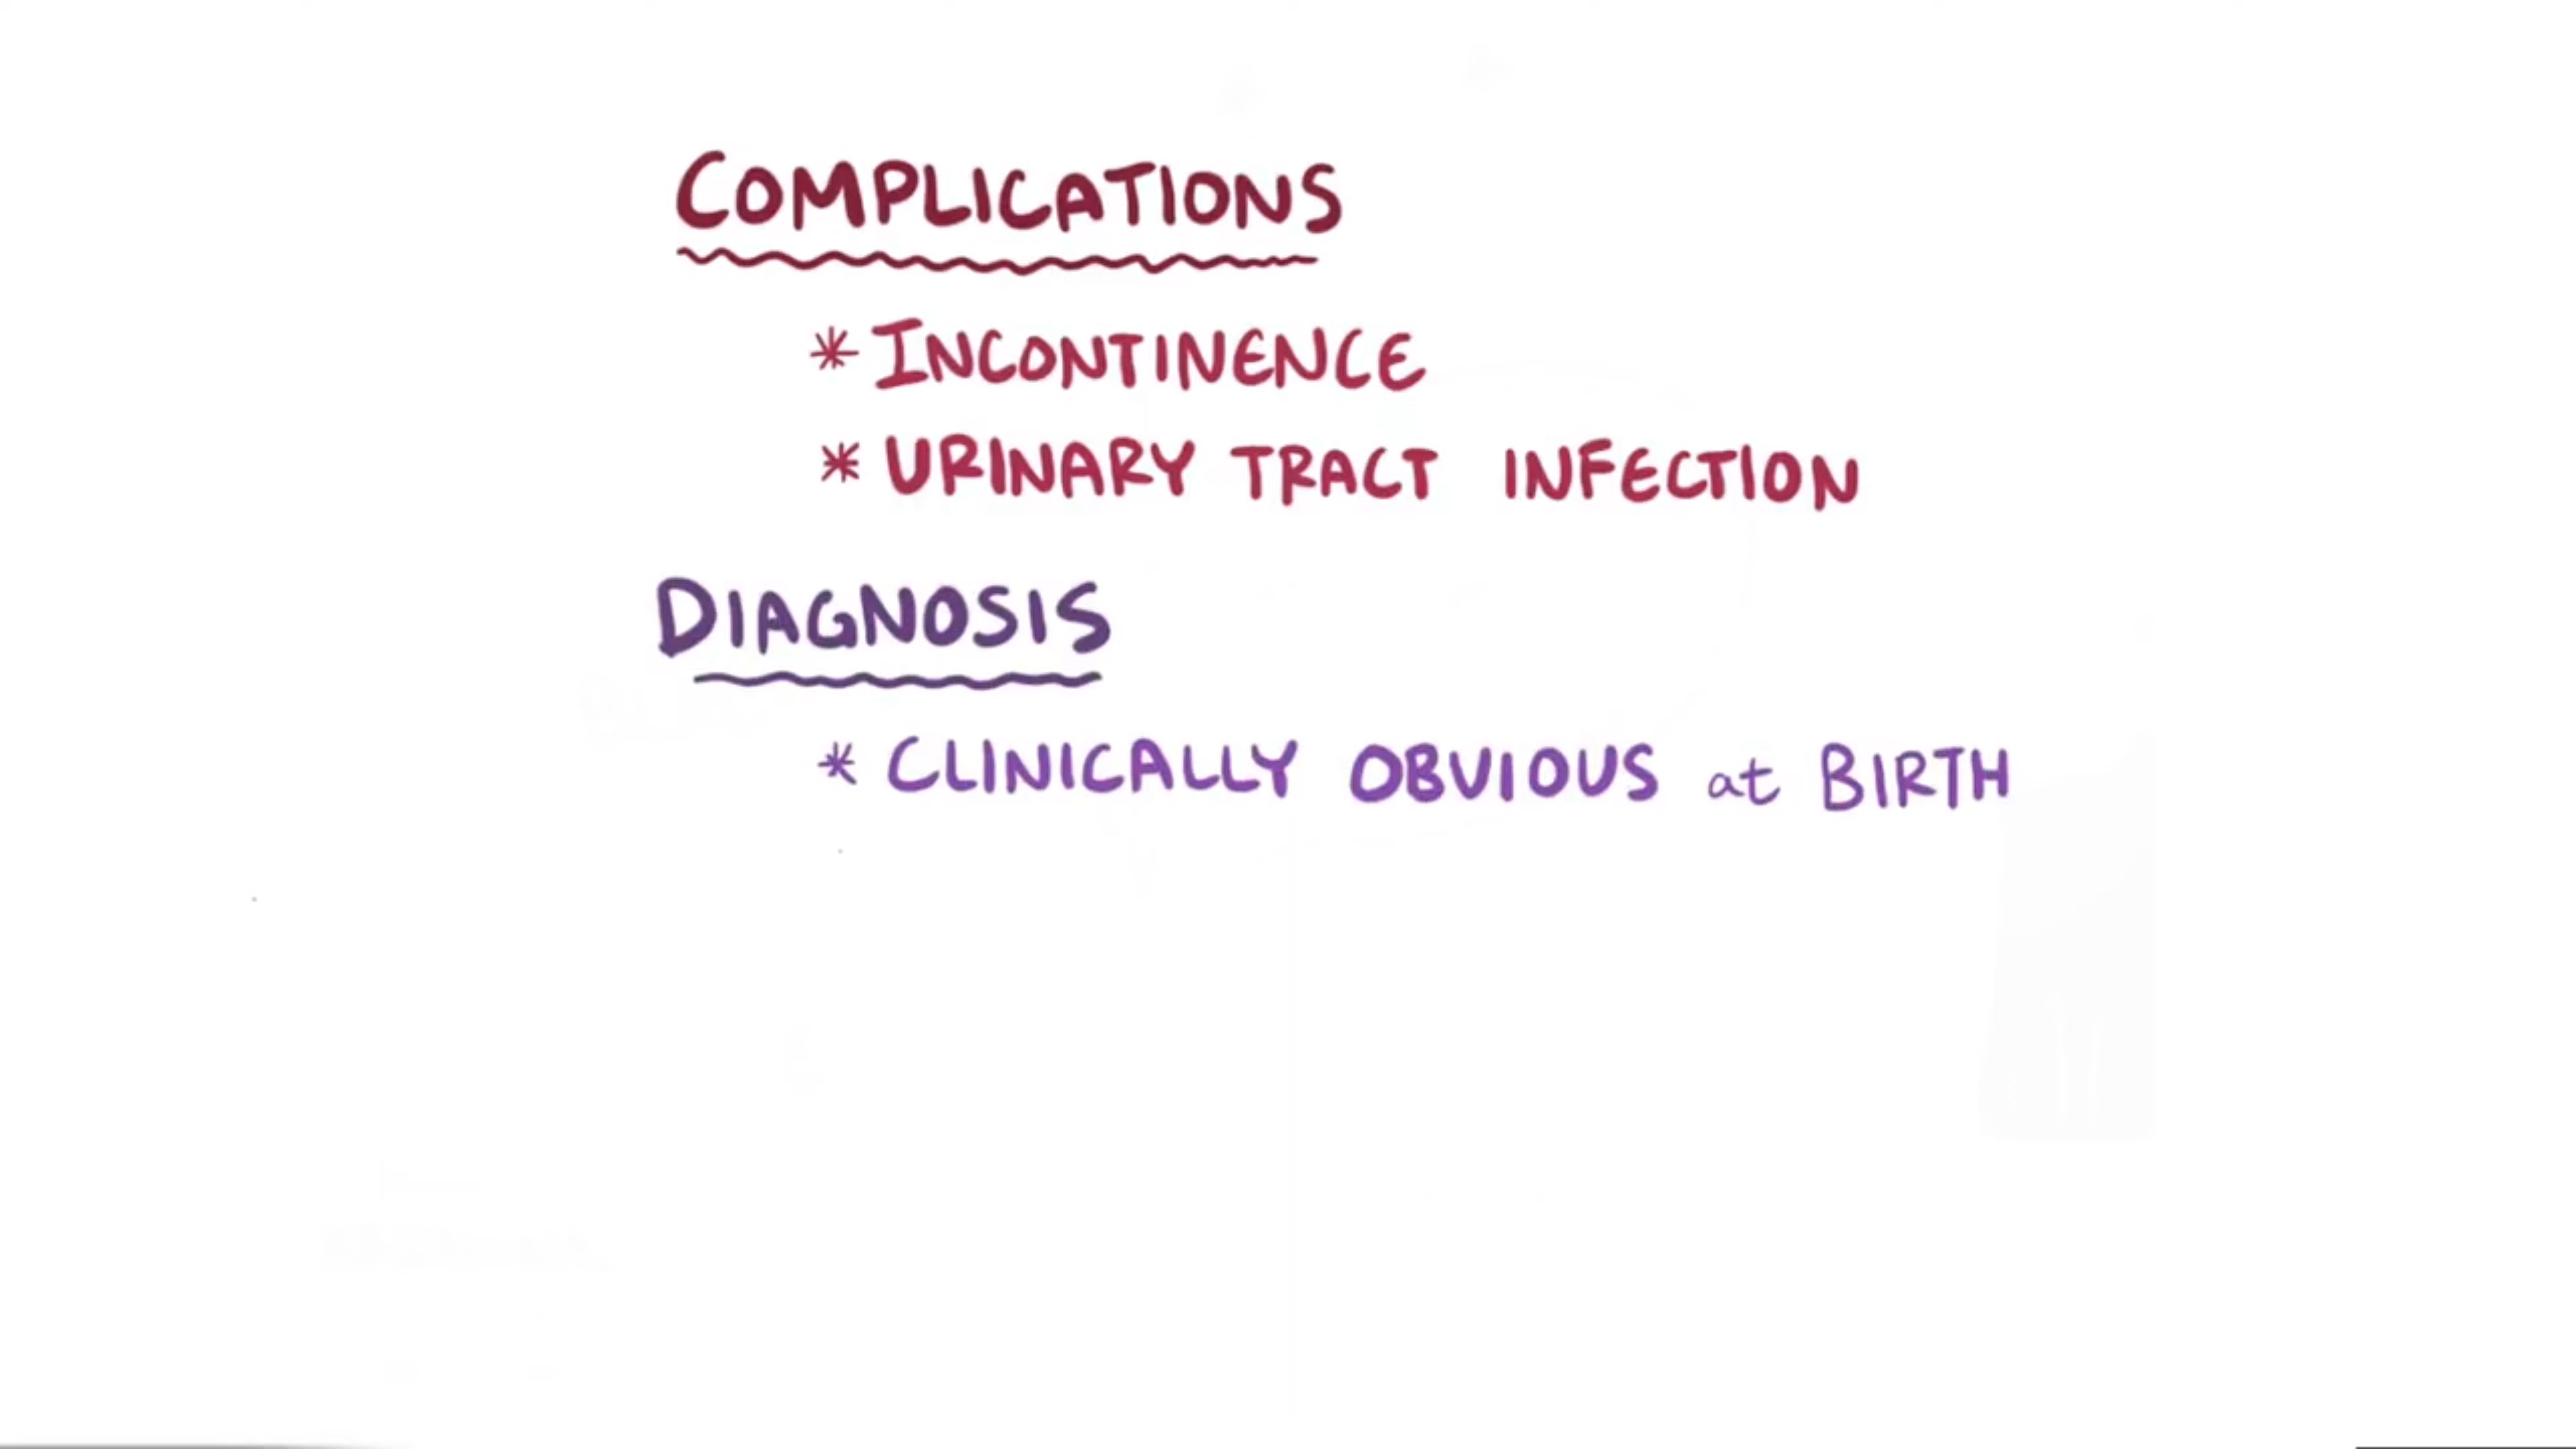 COMPLICATIONS
* INCONTINENCE
* URINARY TRACT INFECTION
DIAGNOSIS
* CLINICALLY OBVIOUS at BIRTH